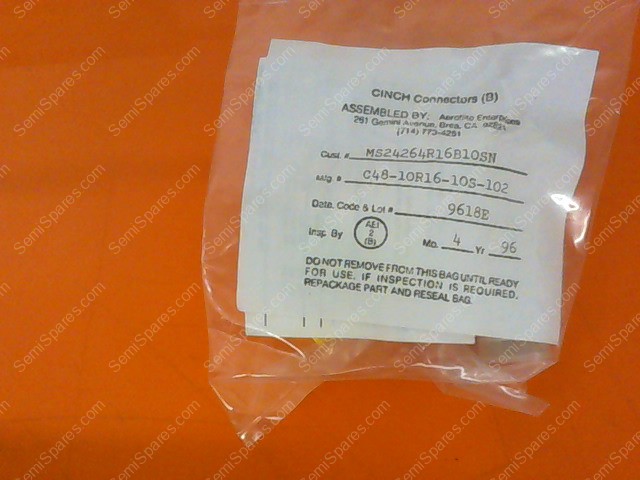 CINCH Connectors (B)
ASSEMBLED BY: Aerotite Enterprises
261 Gemini Avenue, Brea, CA. 92621
(714) 773-4251
Cust. # MS24264R16B10SN
Mfg. # C48-10R16-10S-102
Date. Code & Lot # 9618E
Insp. By AEI 2 (B) Mo. 4 Yr 96
DO NOT REMOVE FROM THIS BAG UNTIL READY
FOR USE. IF INSPECTION IS REQUIRED,
REPACKAGE PART AND RESEAL BAG.
SemiSpares.com